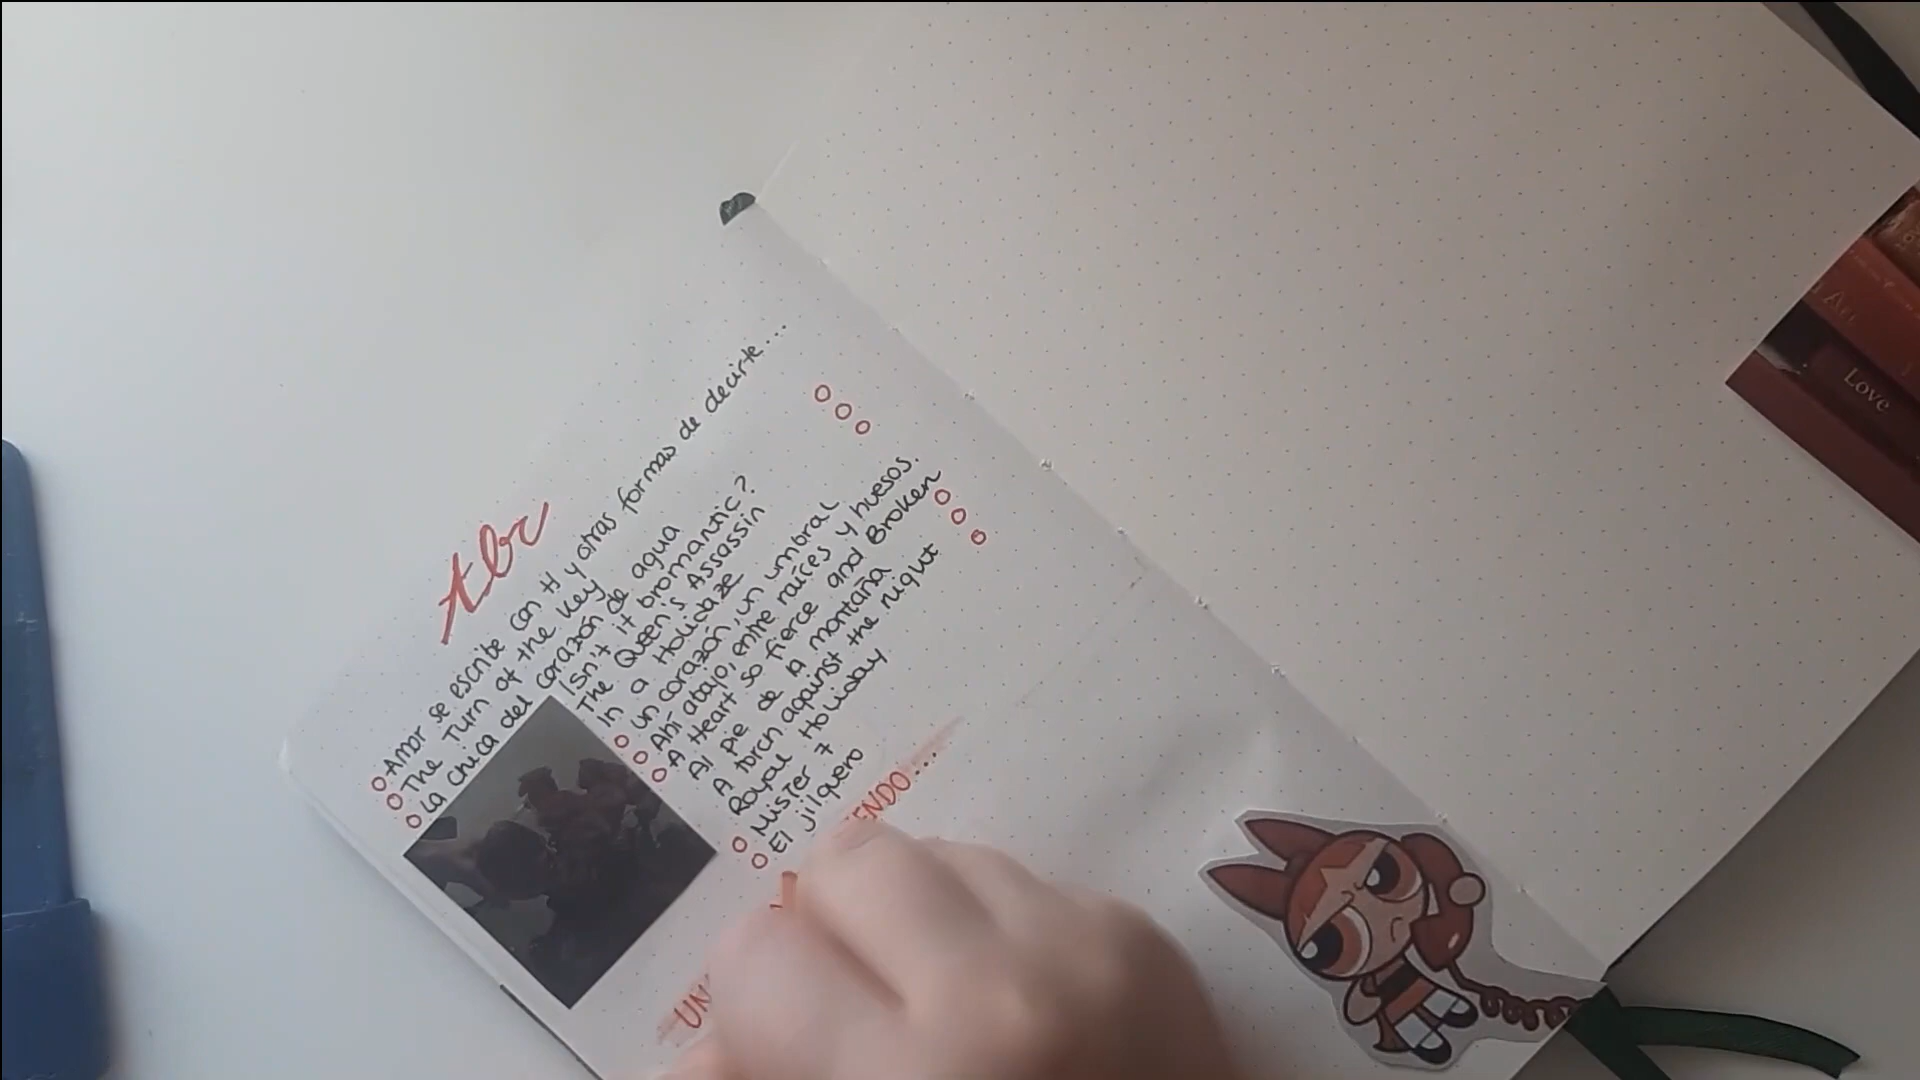 tbr
Amor se escribe con H y otras formas de decirte...
The Turn of the Key
La chica del corazón de agua
Isn't it bromantic?
The Queen's Assassin
In a Holidaze
un corazón, un umbral
Ahí abajo, entre raíces y huesos.
A Heart so fierce and Broken
Al pie de la montaña
A torch against the night
Royal Holiday
Mister 7
El jilguero
UN ENDO...
Love